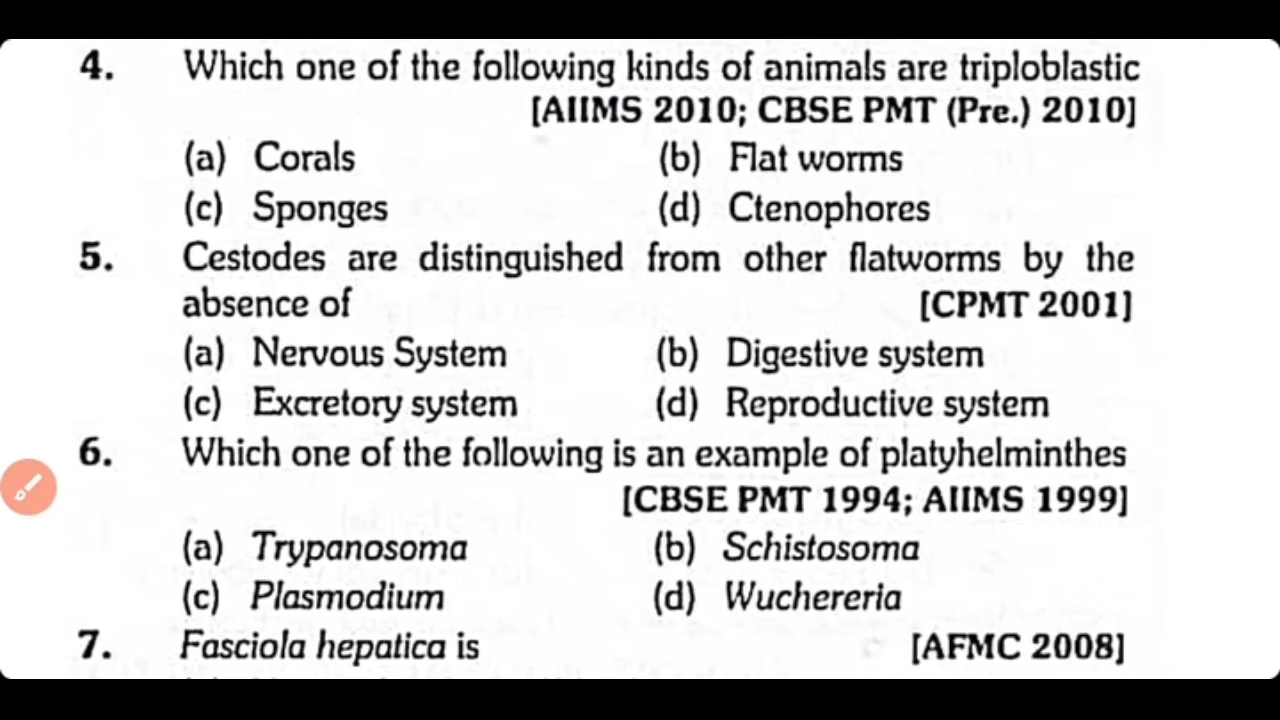 4. Which one of the following kinds of animals are triploblastic
[AIIMS 2010; CBSE PMT (Pre.) 2010]
(a) Corals (b) Flat worms
(c) Sponges (d) Ctenophores
5. Cestodes are distinguished from other flatworms by the
absence of [CPMT 2001]
(a) Nervous System (b) Digestive system
(c) Excretory system (d) Reproductive system
6. Which one of the following is an example of platyhelminthes
[CBSE PMT 1994; AIIMS 1999]
(a) Trypanosoma (b) Schistosoma
(c) Plasmodium (d) Wuchereria
7. Fasciola hepatica is [AFMC 2008]